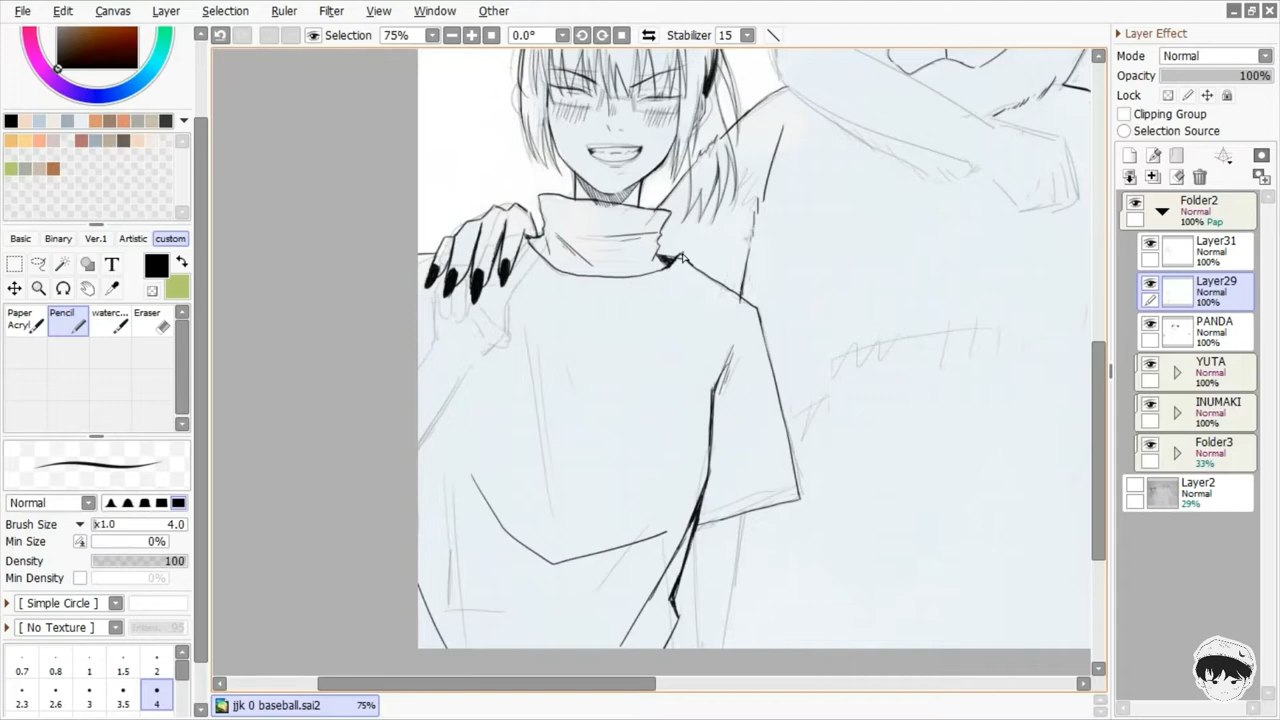 File Edit Canvas Layer Selection Ruler Filter View Window Other
Selection 75% 0.0° Stabilizer 15
Basic Binary Ver.1 Artistic custom
T
Paper Acryl Pencil waterc... Eraser
Normal
Brush Size x1.0 4.0
Min Size 0%
Density 100
Min Density 0%
[ Simple Circle ]
[ No Texture ] 95
0.7 0.8 1 1.5 2
2.3 2.6 3 3.5 4
jjk 0 baseball.sai2 75%
Layer Effect
Mode Normal
Opacity 100%
Lock
Clipping Group
Selection Source
Folder2
Normal
100% Pap
Layer31
Normal
100%
Layer29
Normal
100%
PANDA
Normal
100%
YUTA
Normal
100%
INUMAKI
Normal
100%
Folder3
33%
Layer2
Normal
29%